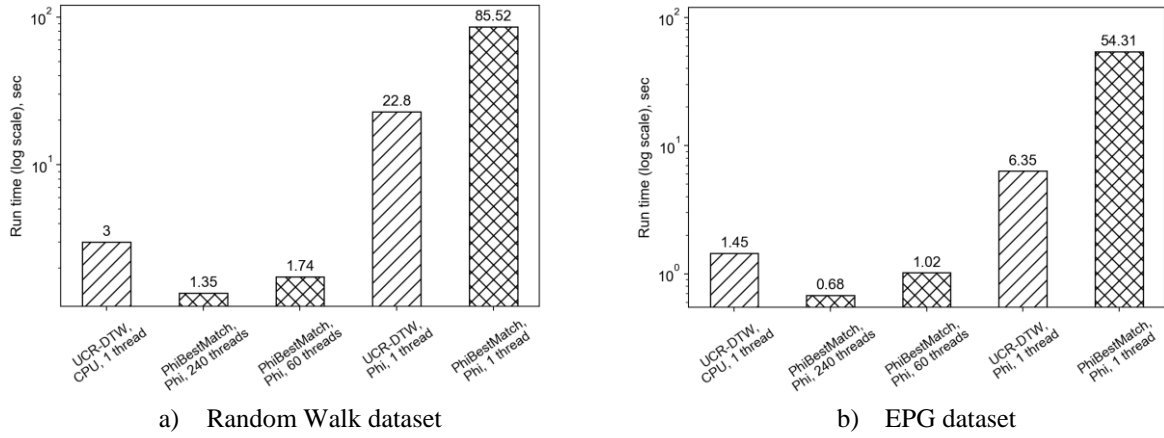 10²
10¹
Run time (log scale), sec
3
1.35
1.74
22.8
85.52
UCR-DTW,
CPU, 1 thread
PhiBestMatch,
Phi, 240 threads
PhiBestMatch,
Phi, 60 threads
UCR-DTW,
Phi, 1 thread
PhiBestMatch,
Phi, 1 thread
a) Random Walk dataset
10²
10¹
10⁰
Run time (log scale), sec
1.45
0.68
1.02
6.35
54.31
UCR-DTW,
CPU, 1 thread
PhiBestMatch,
Phi, 240 threads
PhiBestMatch,
Phi, 60 threads
UCR-DTW,
Phi, 1 thread
PhiBestMatch,
Phi, 1 thread
b) EPG dataset